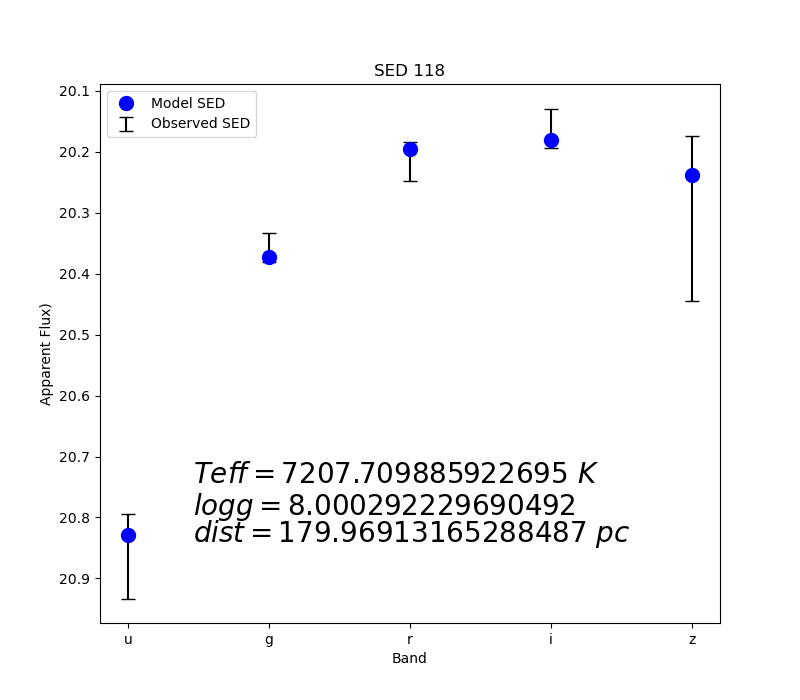 SED 118
Model SED
Observed SED
20.1
20.2
20.3
20.4
20.5
20.6
20.7
20.8
20.9
Apparent Flux)
Teff = 7207.709885922695 K
logg = 8.000292229690492
dist = 179.96913165288487 pc
u g r i z
Band